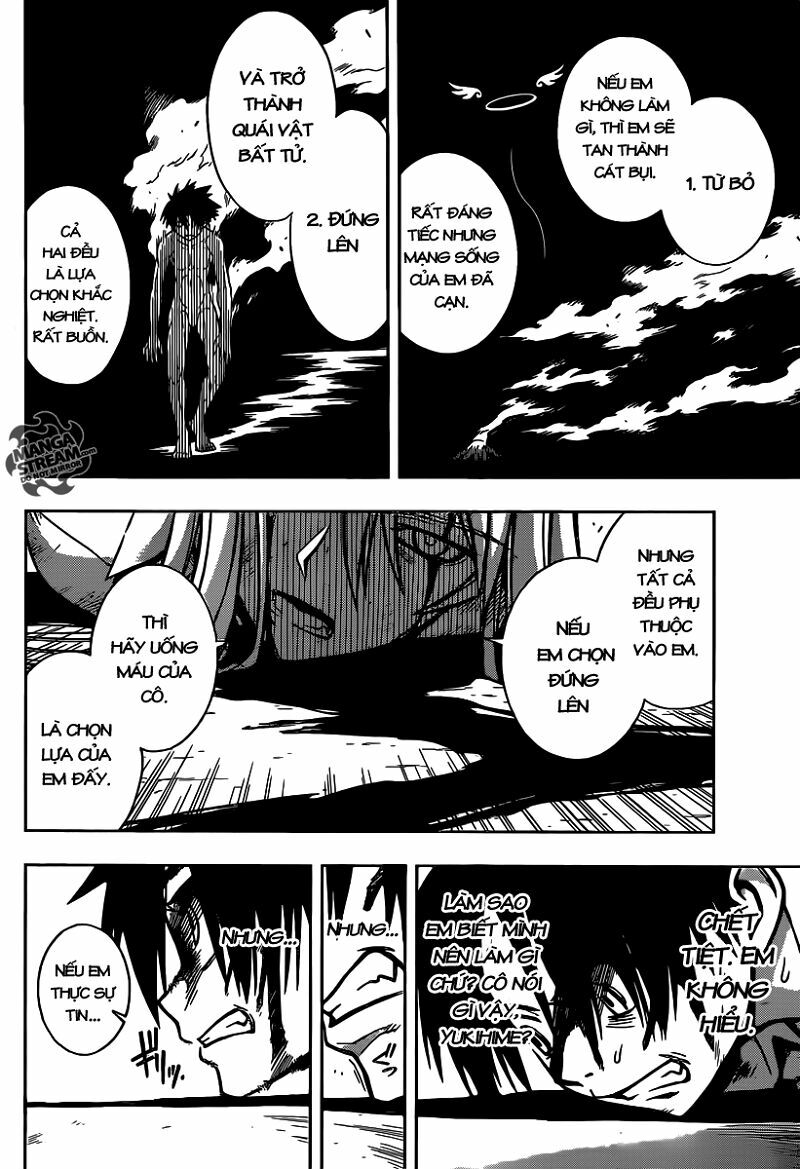 1. TỪ BỎ
NẾU EM
KHÔNG LÀM
GÌ, THÌ EM SẼ
TAN THÀNH
CÁT BỤI.
RẤT ĐÁNG
TIẾC NHƯNG
MẠNG SỐNG
CỦA EM ĐÃ
CẠN.
2. ĐỨNG
LÊN
VÀ TRỞ
THÀNH
QUÁI VẬT
BẤT TỬ.
CẢ
HAI ĐỀU
LÀ LỰA
CHỌN KHẮC
NGHIỆT.
RẤT BUỒN.
MANGA
STREAM.com
DO NOT MIRROR
NHƯNG
TẤT CẢ
ĐỀU PHỤ
THUỘC
VÀO EM.
NẾU
EM CHỌN
ĐỨNG
LÊN
THÌ
HÃY UỐNG
MÁU CỦA
CÔ.
LÀ CHỌN
LỰA CỦA
EM ĐẤY.
CHẾT
TIỆT. EM
KHÔNG
HIỂU.
LÀM SAO
EM BIẾT MÌNH
NÊN LÀM GÌ
CHỨ? CÔ NÓI
GÌ VẬY,
YUKIHIME?
NHƯNG...
NHƯNG...
NẾU EM
THỰC SỰ
TIN...